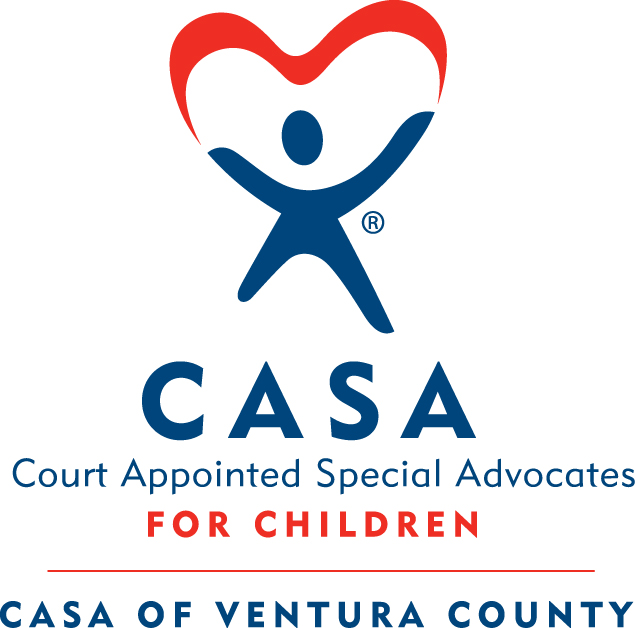 ®
CASA
Court Appointed Special Advocates
FOR CHILDREN
CASA OF VENTURA COUNTY